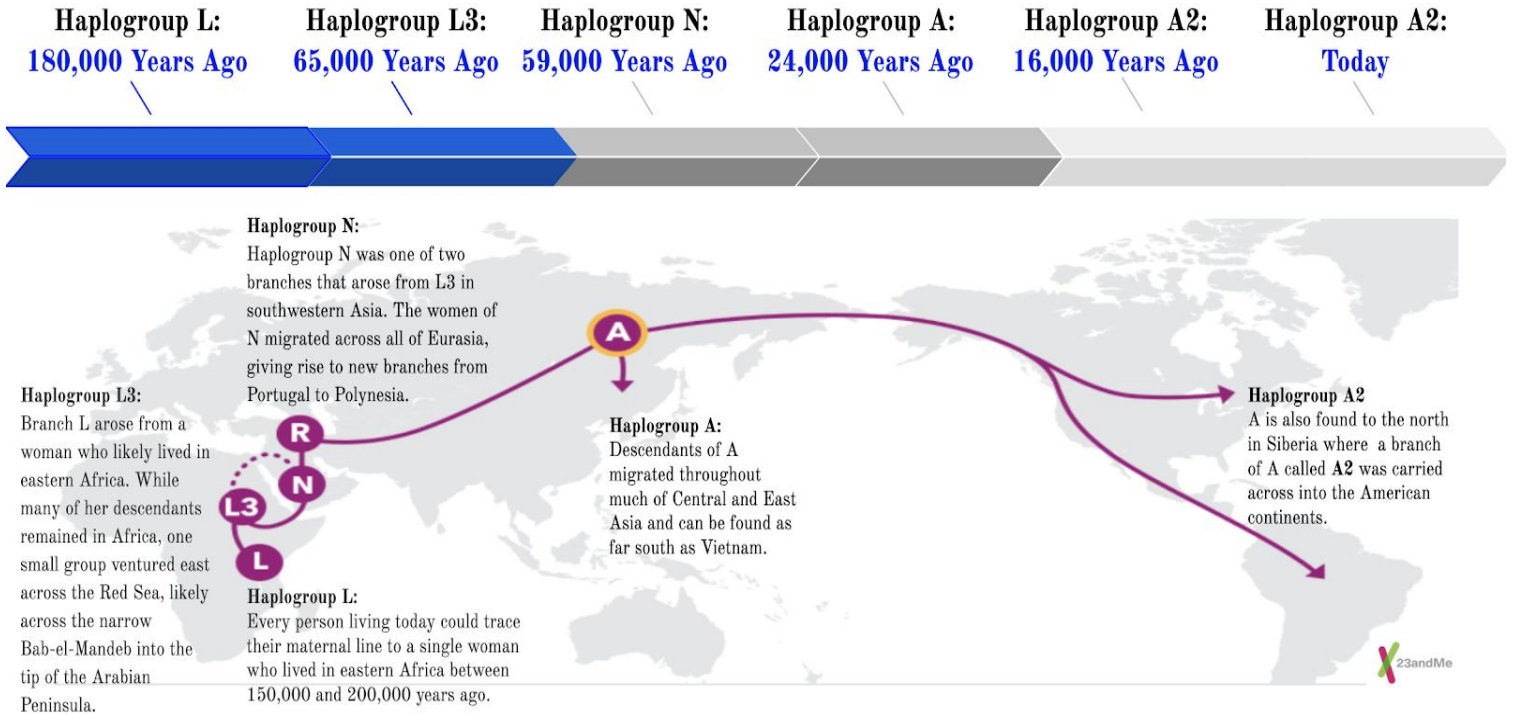 Haplogroup L:
180,000 Years Ago
Haplogroup L3:
65,000 Years Ago
Haplogroup N:
59,000 Years Ago
Haplogroup A:
24,000 Years Ago
Haplogroup A2:
16,000 Years Ago
Haplogroup A2:
Today
Haplogroup N:
Haplogroup N was one of two
branches that arose from L3 in
southwestern Asia. The women of
N migrated across all of Eurasia,
giving rise to new branches from
Portugal to Polynesia.
Haplogroup L3:
Branch L arose from a
woman who likely lived in
eastern Africa. While
many of her descendants
remained in Africa, one
small group ventured east
across the Red Sea, likely
across the narrow
Bab-el-Mandeb into the
tip of the Arabian
Peninsula.
A
R
N
L3
L
Haplogroup L:
Every person living today could trace
their maternal line to a single woman
who lived in eastern Africa between
150,000 and 200,000 years ago.
Haplogroup A:
Descendants of A
migrated throughout
much of Central and East
Asia and can be found as
far south as Vietnam.
Haplogroup A2
A is also found to the north
in Siberia where a branch
of A called A2 was carried
across into the American
continents.
23andMe